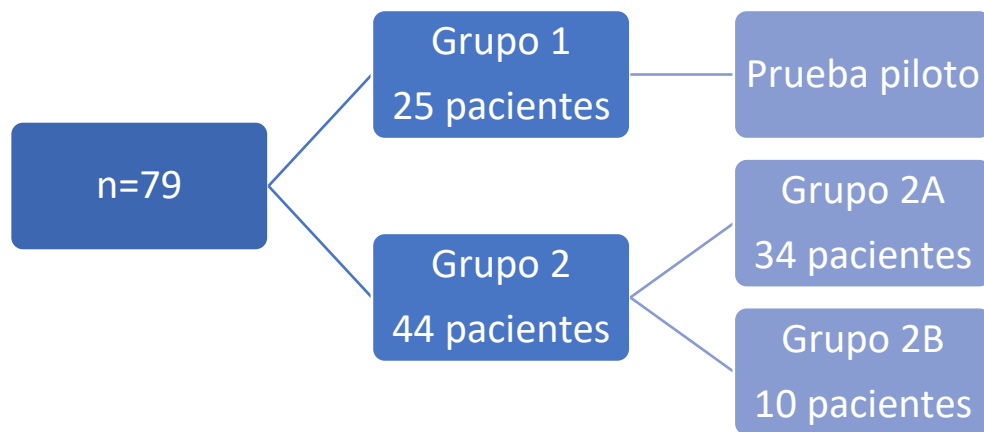 n=79
Grupo 1
25 pacientes
Prueba piloto
Grupo 2
44 pacientes
Grupo 2A
34 pacientes
Grupo 2B
10 pacientes